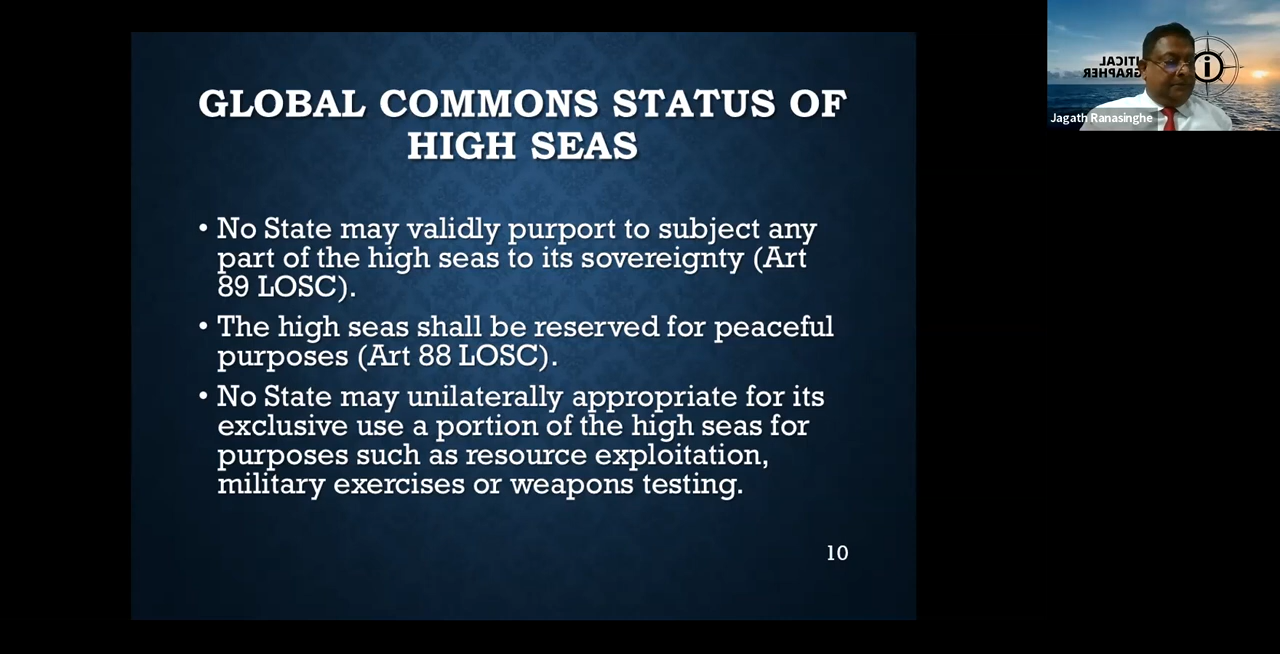 GLOBAL COMMONS STATUS OF
HIGH SEAS
• No State may validly purport to subject any
part of the high seas to its sovereignty (Art
89 LOSC).
• The high seas shall be reserved for peaceful
purposes (Art 88 LOSC).
• No State may unilaterally appropriate for its
exclusive use a portion of the high seas for
purposes such as resource exploitation,
military exercises or weapons testing.
10
i
Jagath Ranasinghe